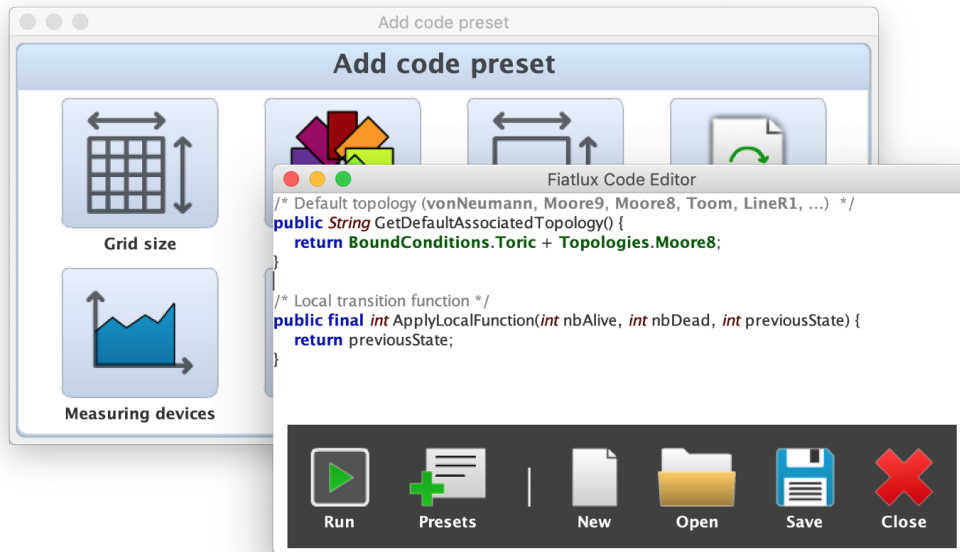 Add code preset
Add code preset
Grid size
Measuring devices
Fiatlux Code Editor
/* Default topology (vonNeumann, Moore9, Moore8, Toom, LineR1, ...) */
public String GetDefaultAssociatedTopology() {
return BoundConditions.Toric + Topologies.Moore8;
}
/* Local transition function */
public final int ApplyLocalFunction(int nbAlive, int nbDead, int previousState) {
return previousState;
}
Run
Presets
New
Open
Save
Close